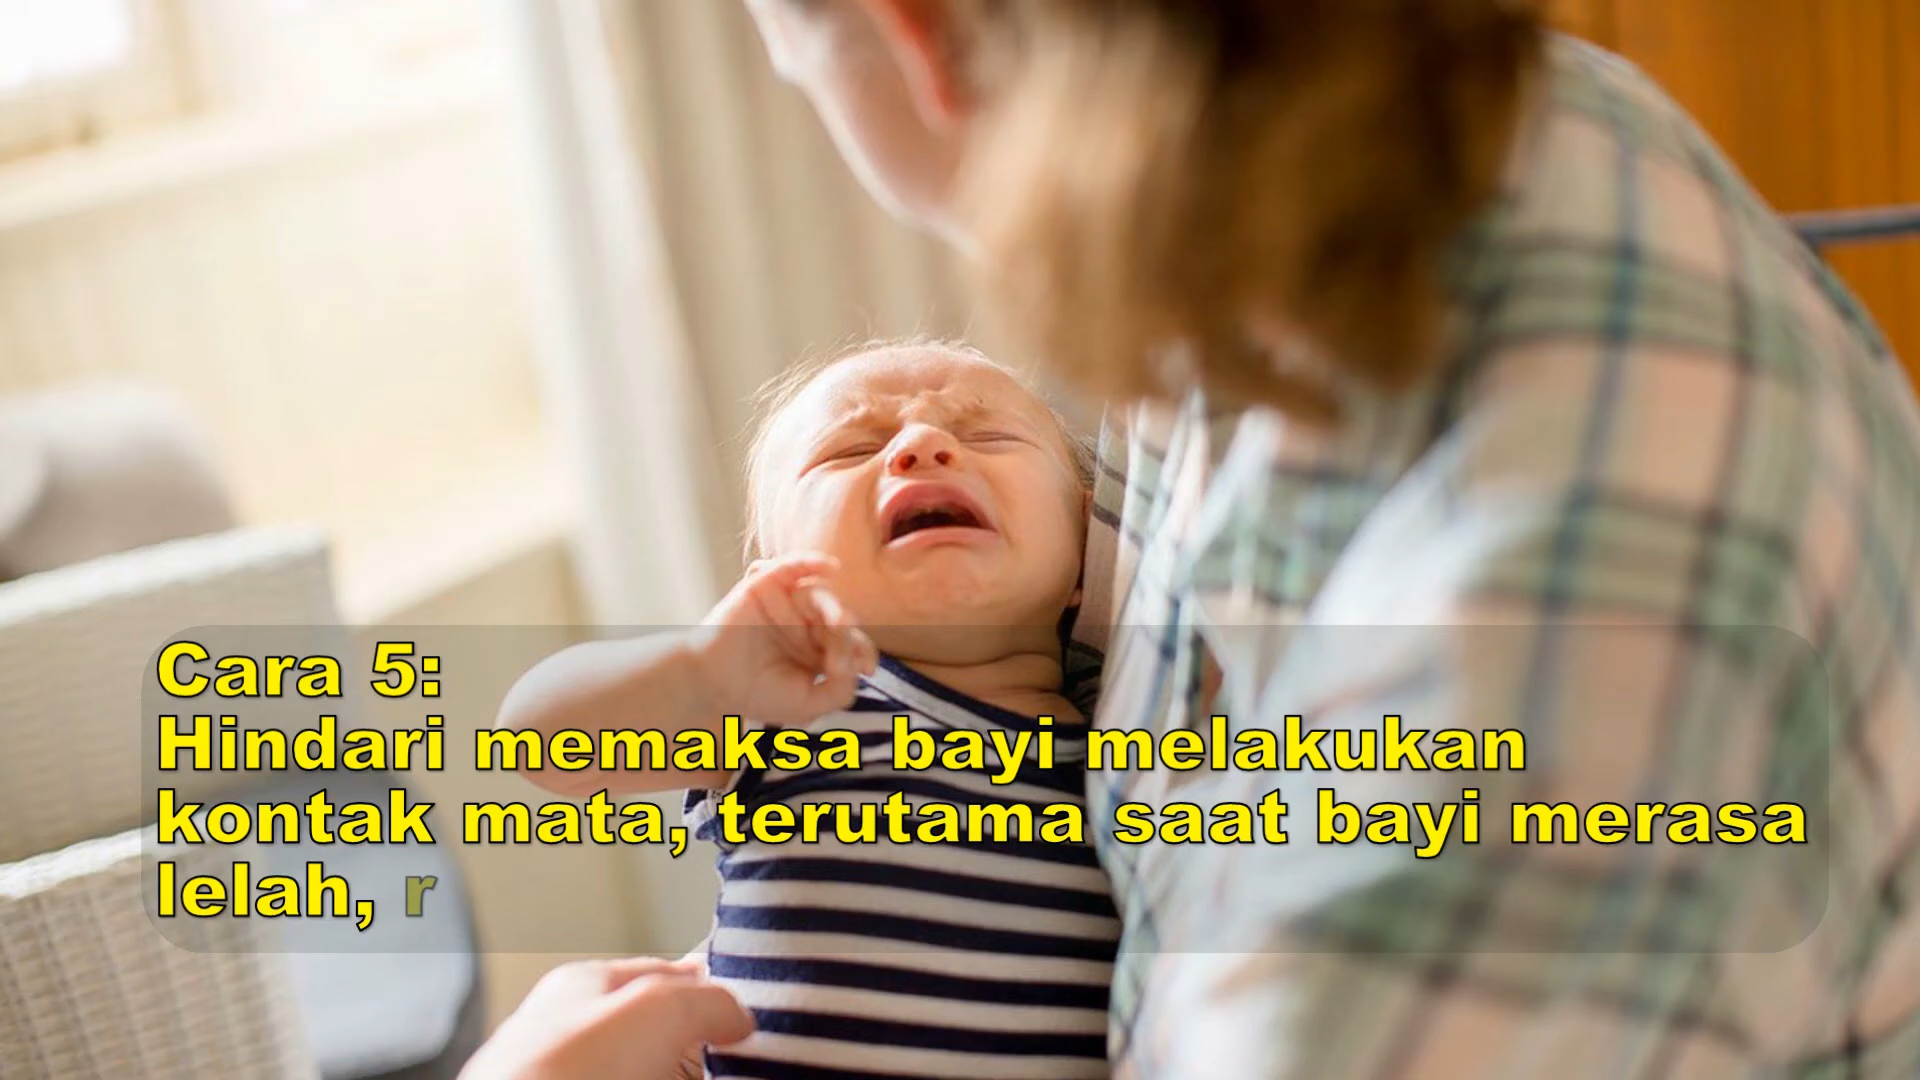 Cara 5:
Hindari memaksa bayi melakukan
kontak mata, terutama saat bayi merasa
lelah, r